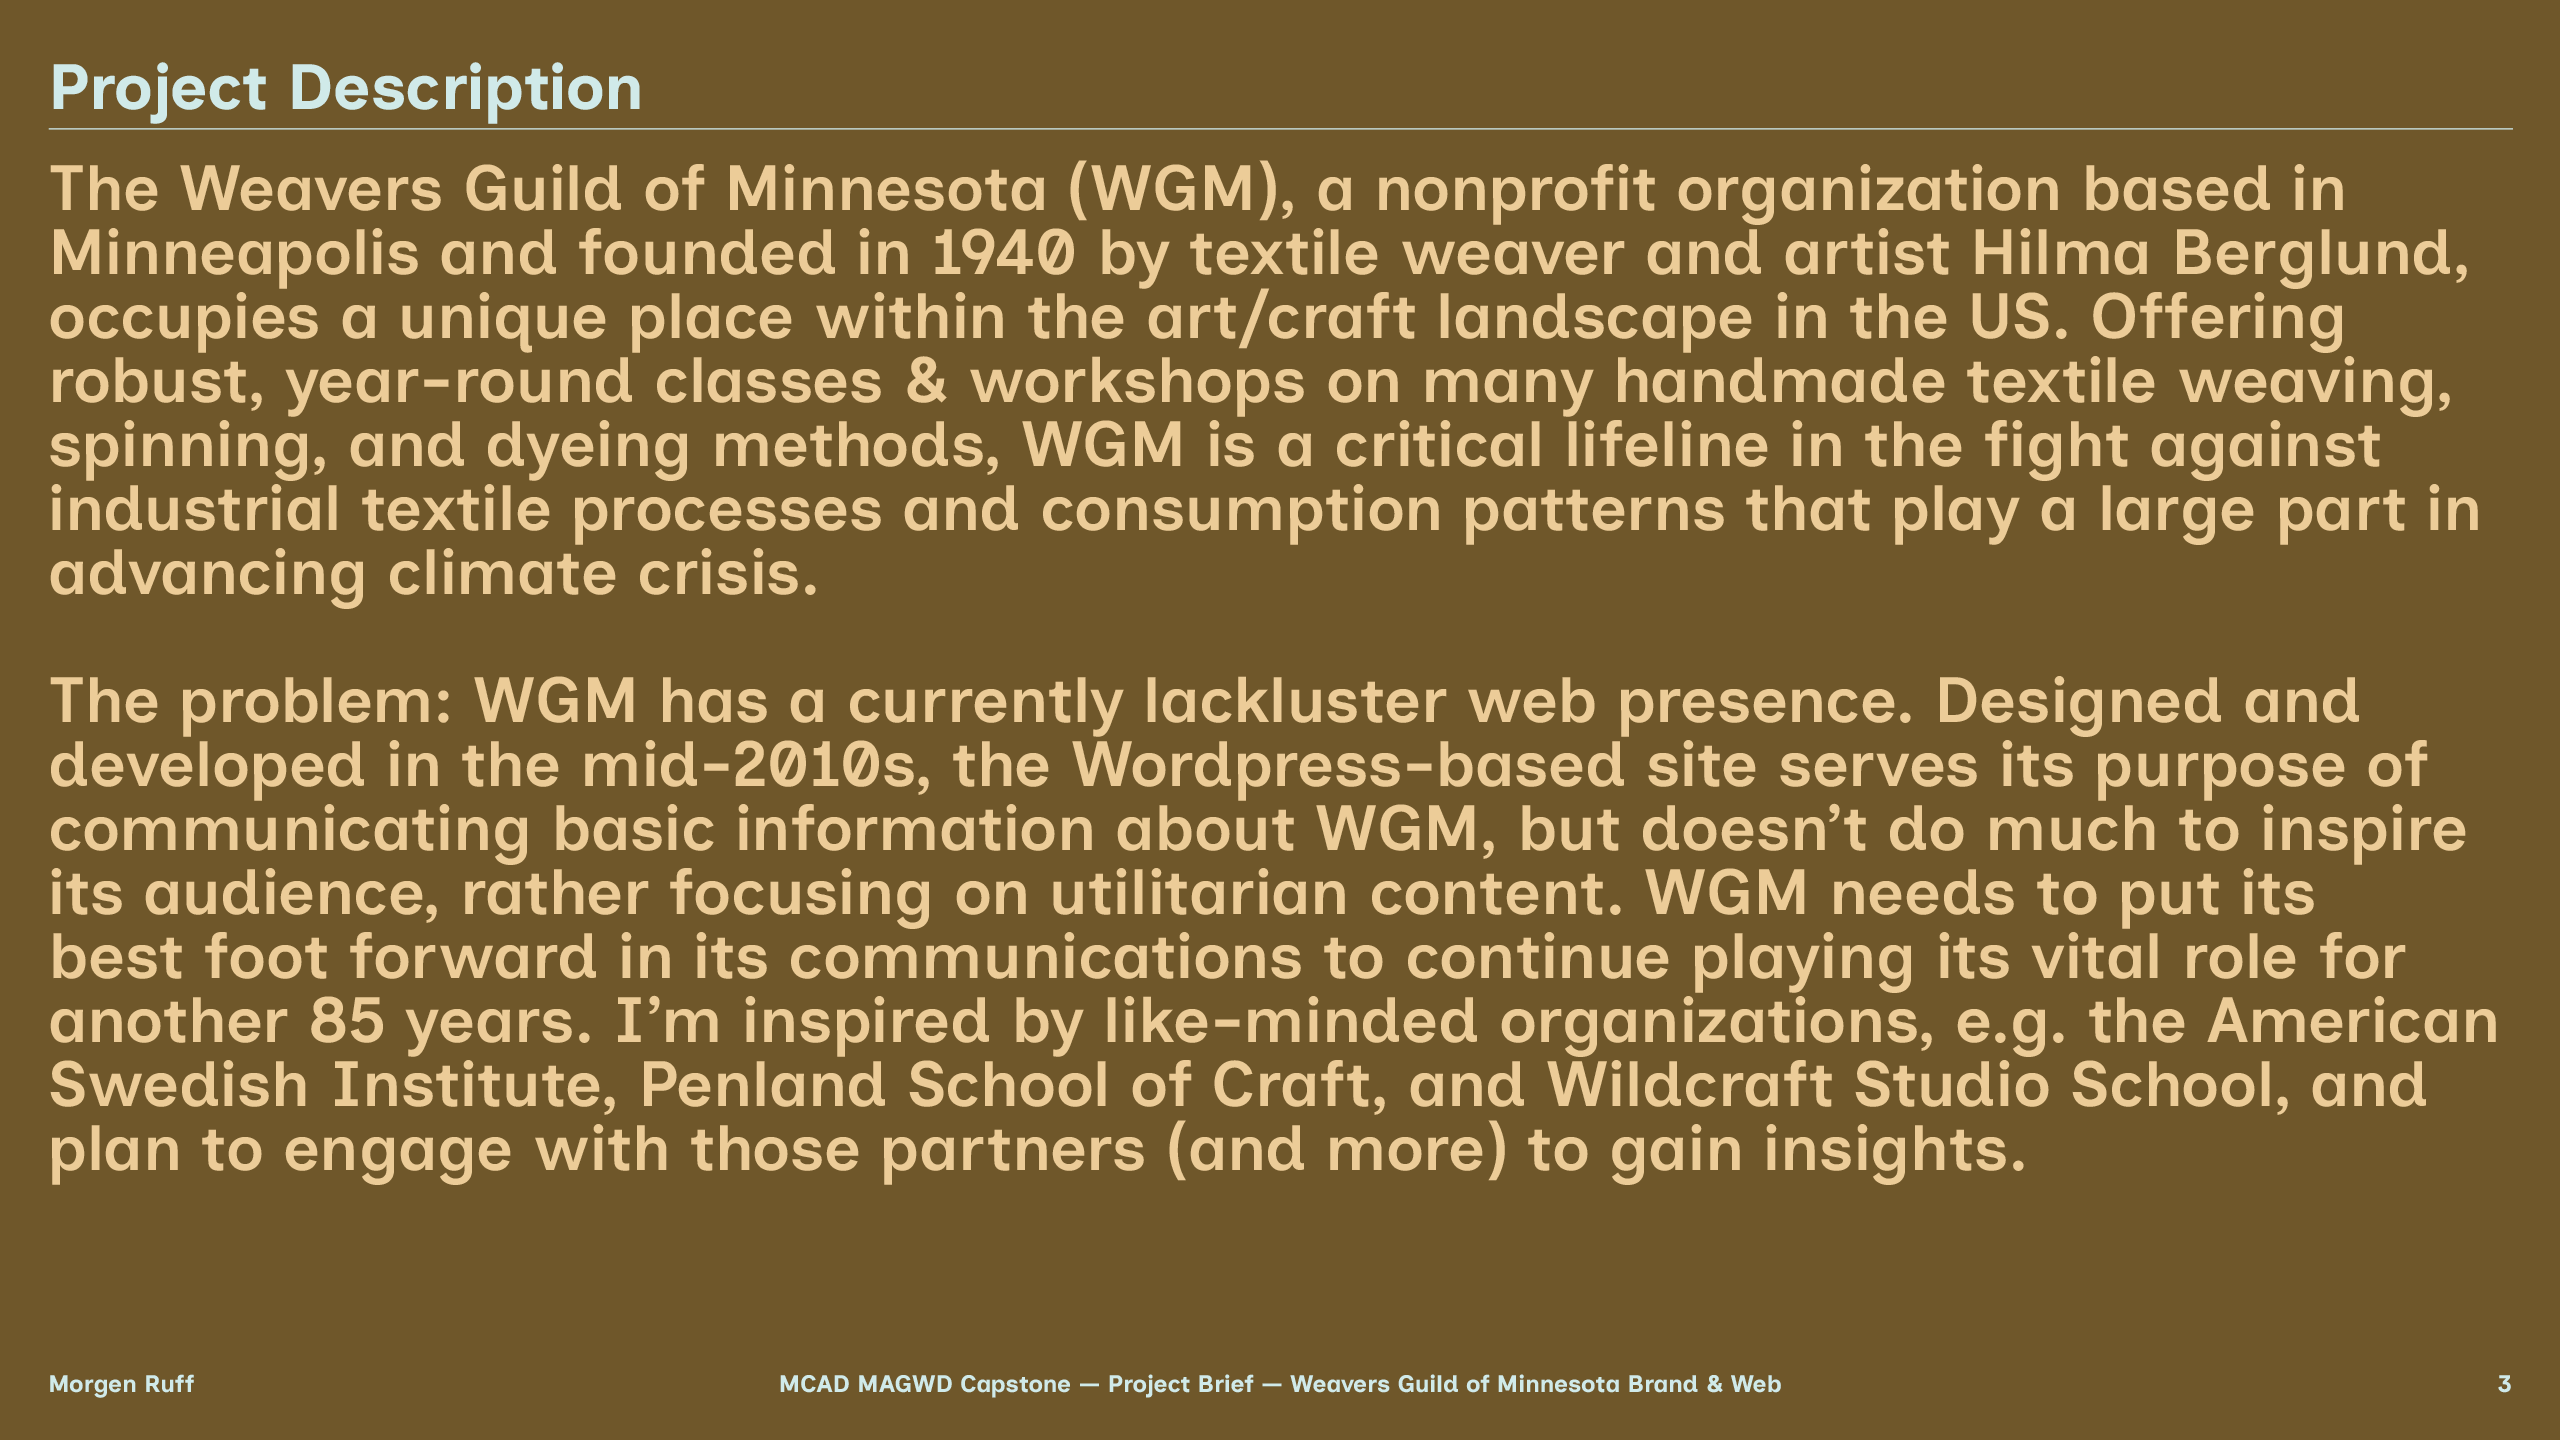 Project Description
The Weavers Guild of Minnesota (WGM), a nonprofit organization based in
Minneapolis and founded in 1940 by textile weaver and artist Hilma Berglund,
occupies a unique place within the art/craft landscape in the US. Offering
robust, year-round classes & workshops on many handmade textile weaving,
spinning, and dyeing methods, WGM is a critical lifeline in the fight against
industrial textile processes and consumption patterns that play a large part in
advancing climate crisis.
The problem: WGM has a currently lackluster web presence. Designed and
developed in the mid-2010s, the Wordpress-based site serves its purpose of
communicating basic information about WGM, but doesn’t do much to inspire
its audience, rather focusing on utilitarian content. WGM needs to put its
best foot forward in its communications to continue playing its vital role for
another 85 years. I’m inspired by like-minded organizations, e.g. the American
Swedish Institute, Penland School of Craft, and Wildcraft Studio School, and
plan to engage with those partners (and more) to gain insights.
Morgen Ruff
MCAD MAGWD Capstone — Project Brief — Weavers Guild of Minnesota Brand & Web
3